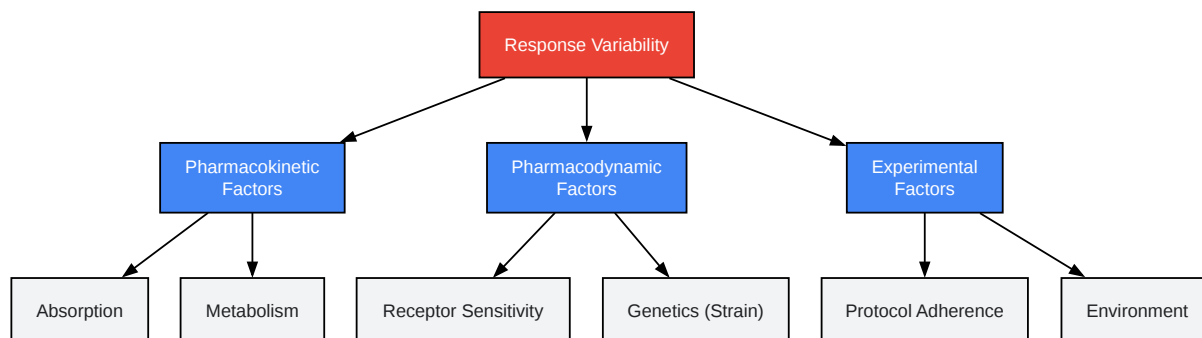 Response Variability
Pharmacokinetic
Factors
Pharmacodynamic
Factors
Experimental
Factors
Absorption
Metabolism
Receptor Sensitivity
Genetics (Strain)
Protocol Adherence
Environment